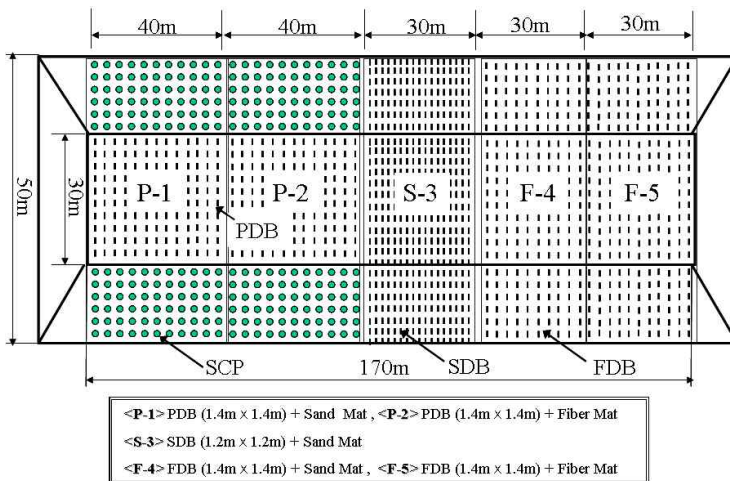 40m 40m 30m 30m 30m
50m
30m
P-1 P-2 S-3 F-4 F-5
PDB
SCP SDB FDB
170m
<P-1> PDB (1.4m x 1.4m) + Sand Mat , <P-2> PDB (1.4m x 1.4m) + Fiber Mat
<S-3> SDB (1.2m x 1.2m) + Sand Mat
<F-4> FDB (1.4m x 1.4m) + Sand Mat , <F-5> FDB (1.4m x 1.4m) + Fiber Mat